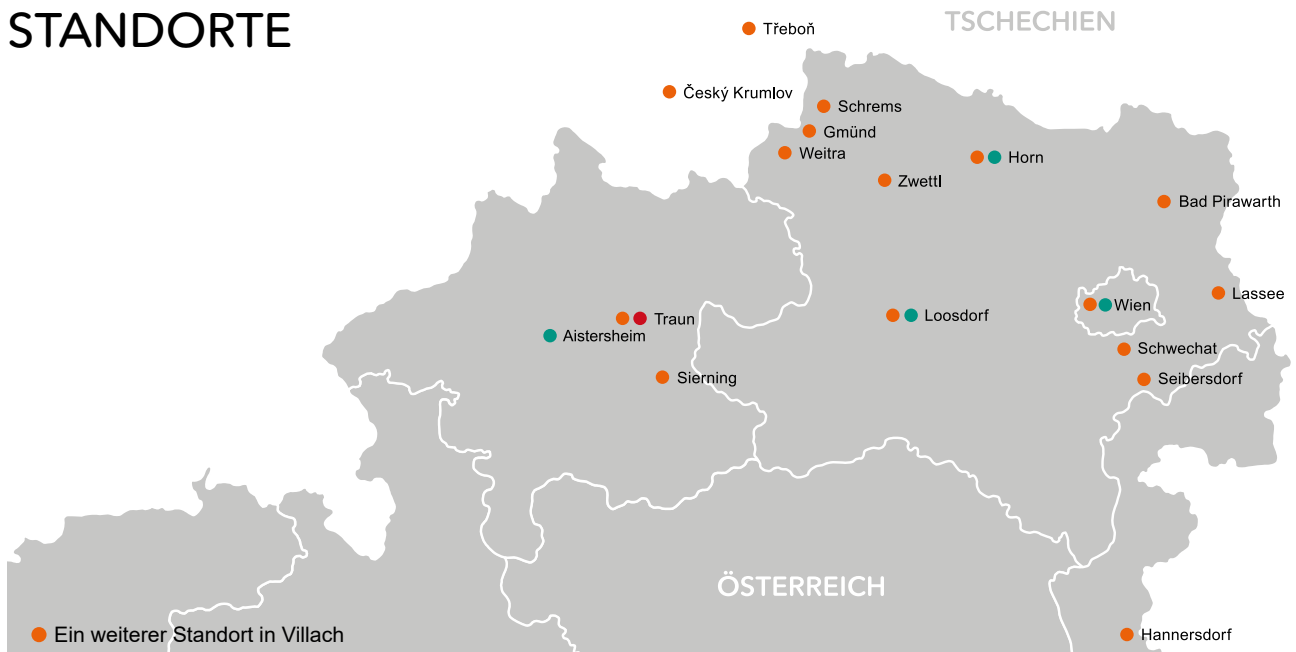 STANDORTE
TSCHECHIEN
Třeboň
Český Krumlov
Schrems
Gmünd
Weitra
Horn
Zwettl
Bad Pirawarth
Lassee
Wien
Loosdorf
Traun
Aistersheim
Schwechat
Sierning
Seibersdorf
ÖSTERREICH
Ein weiterer Standort in Villach
Hannersdorf